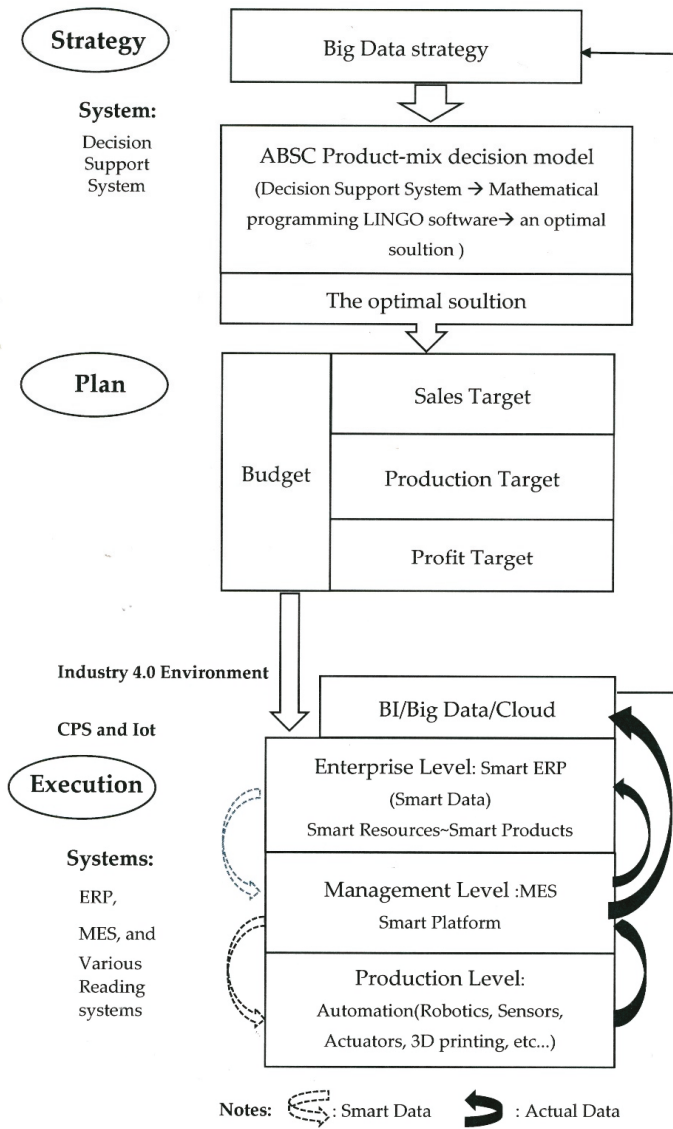 Strategy
Big Data strategy
System:
Decision
Support
System
ABSC Product-mix decision model
(Decision Support System → Mathematical
programming LINGO software→ an optimal
soultion )
The optimal soultion
Plan
Budget
Sales Target
Production Target
Profit Target
Industry 4.0 Environment
CPS and Iot
BI/Big Data/Cloud
Execution
Enterprise Level: Smart ERP
(Smart Data)
Smart Resources~Smart Products
Systems:
ERP,
MES, and
Various
Reading
systems
Management Level :MES
Smart Platform
Production Level:
Automation(Robotics, Sensors,
Actuators, 3D printing, etc...)
Notes: : Smart Data : Actual Data